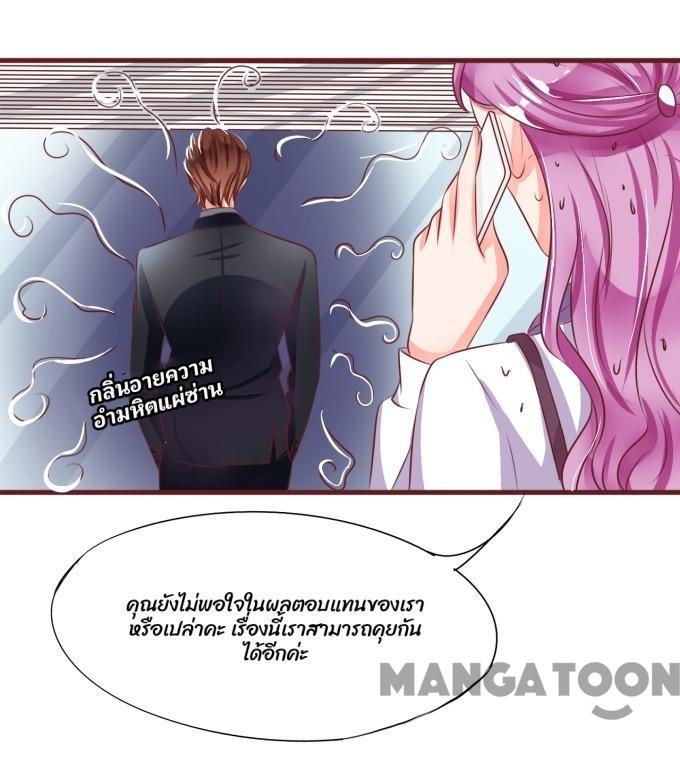 กลิ่นอายความ
อำมหิตแผ่ซ่าน
คุณยังไม่พอใจในผลตอบแทนของเรา
หรือเปล่าคะ เรื่องนี้เราสามารถคุยกัน
ได้อีกค่ะ
MANGATOON